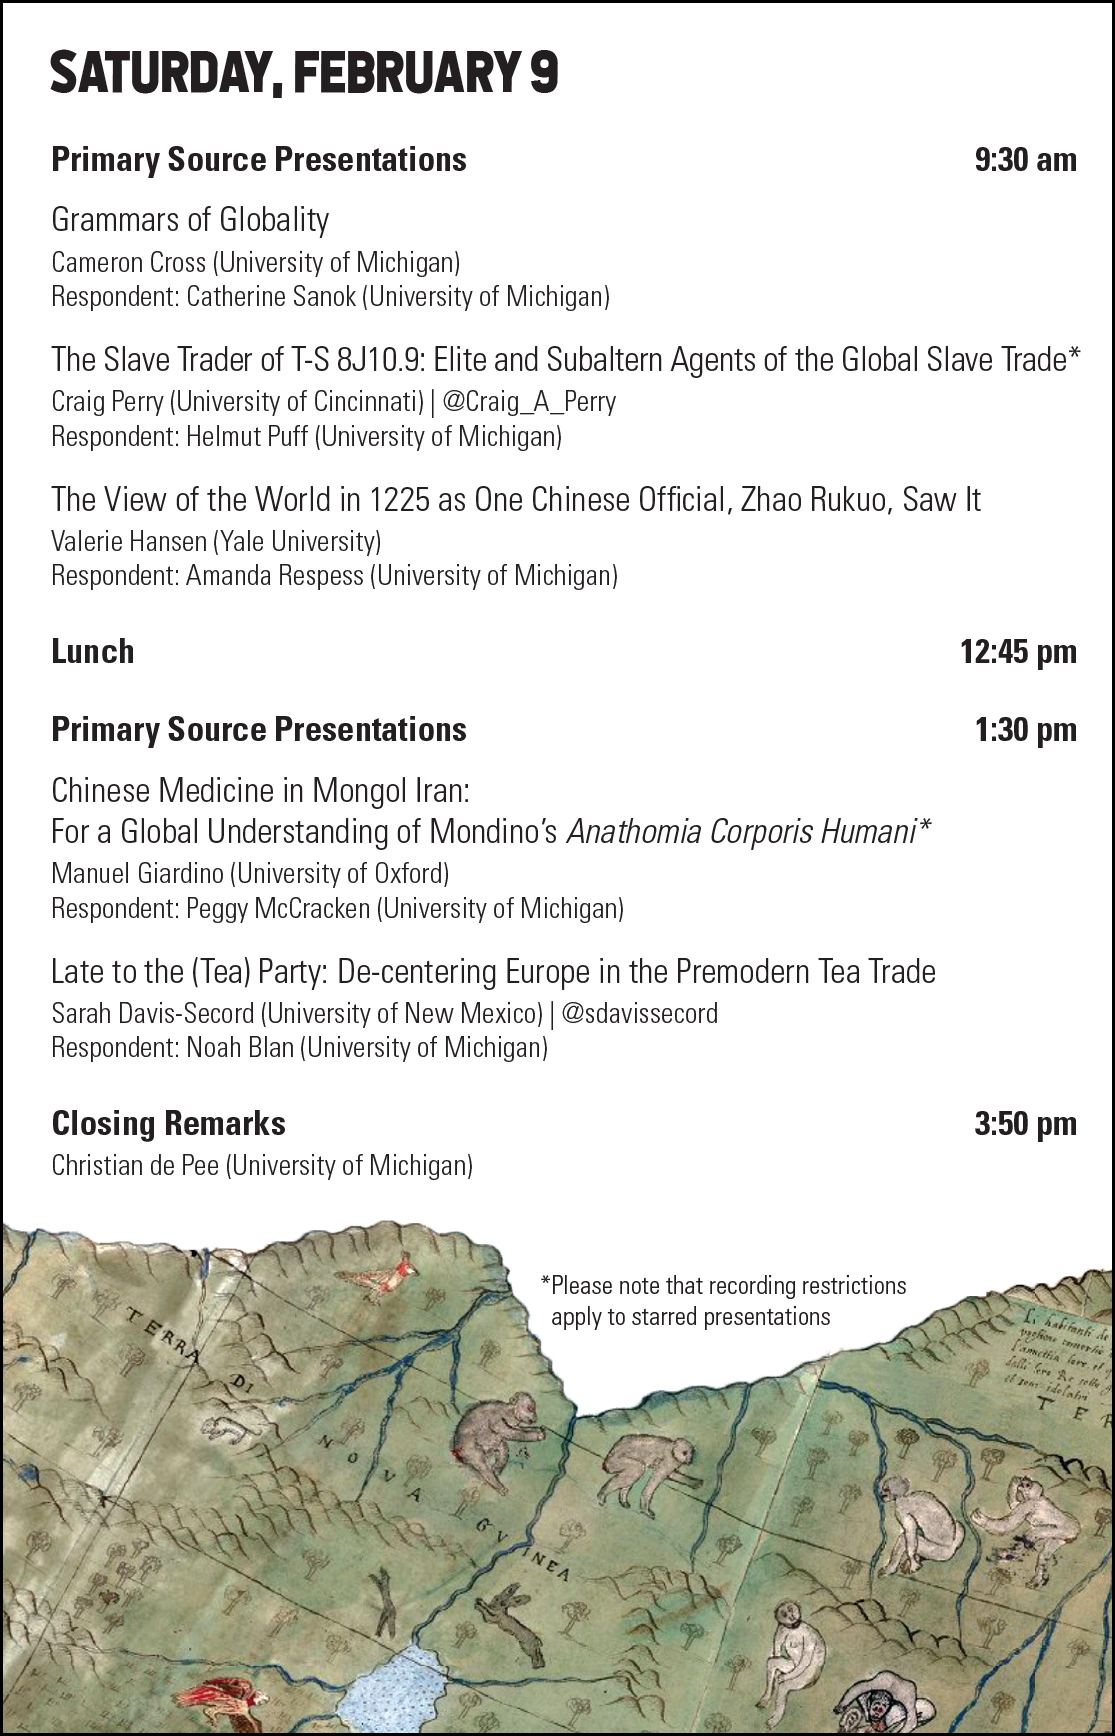 SATURDAY, FEBRUARY 9
Primary Source Presentations 9:30 am
Grammars of Globality
Cameron Cross (University of Michigan)
Respondent: Catherine Sanok (University of Michigan)
The Slave Trader of T-S 8J10.9: Elite and Subaltern Agents of the Global Slave Trade*
Craig Perry (University of Cincinnati) | @Craig_A_Perry
Respondent: Helmut Puff (University of Michigan)
The View of the World in 1225 as One Chinese Official, Zhao Rukuo, Saw It
Valerie Hansen (Yale University)
Respondent: Amanda Respess (University of Michigan)
Lunch 12:45 pm
Primary Source Presentations 1:30 pm
Chinese Medicine in Mongol Iran:
For a Global Understanding of Mondino’s Anathomia Corporis Humani*
Manuel Giardino (University of Oxford)
Respondent: Peggy McCracken (University of Michigan)
Late to the (Tea) Party: De-centering Europe in the Premodern Tea Trade
Sarah Davis-Secord (University of New Mexico) | @sdavissecord
Respondent: Noah Blan (University of Michigan)
Closing Remarks 3:50 pm
Christian de Pee (University of Michigan)
*Please note that recording restrictions
apply to starred presentations
TERRA DI NOVA GVINEA
Li habitanti de
T E R